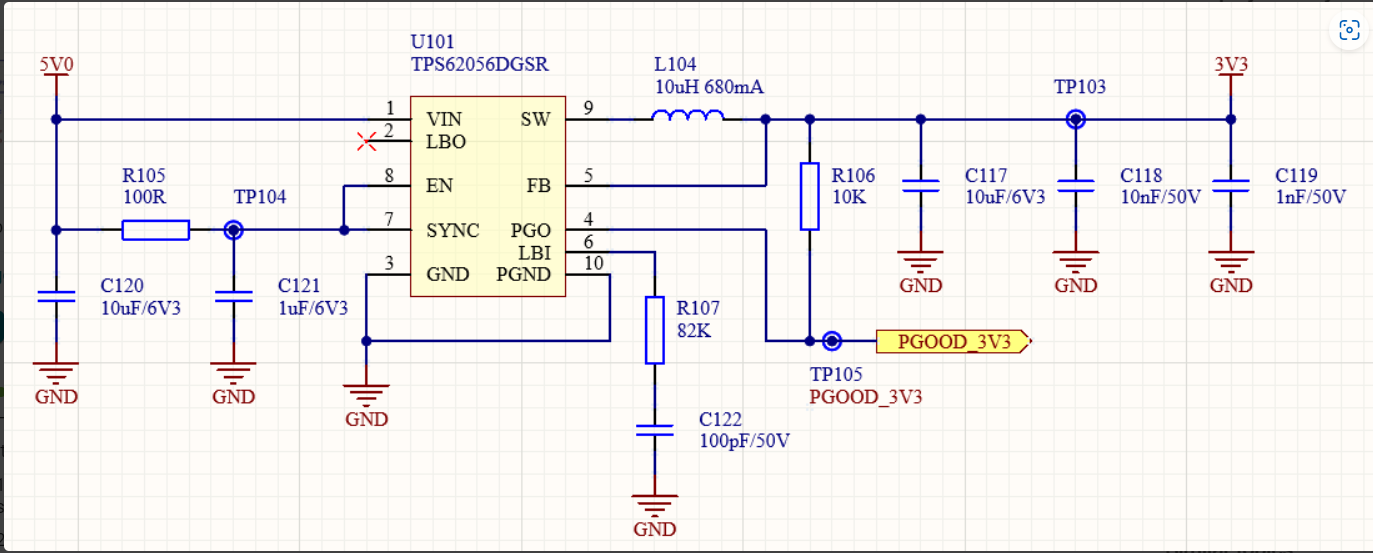 U101
TPS62056DGSR
5V0
L104
10uH 680mA
3V3
TP103
1
VIN
SW
9
2
LBO
R105
100R
TP104
8
EN
FB
5
R106
10K
C117
10uF/6V3
C118
10nF/50V
C119
1nF/50V
7
SYNC
PGO
4
LBI
6
3
GND
PGND
10
C120
10uF/6V3
C121
1uF/6V3
GND
GND
GND
R107
82K
PGOOD_3V3
TP105
PGOOD_3V3
GND
GND
GND
C122
100pF/50V
GND